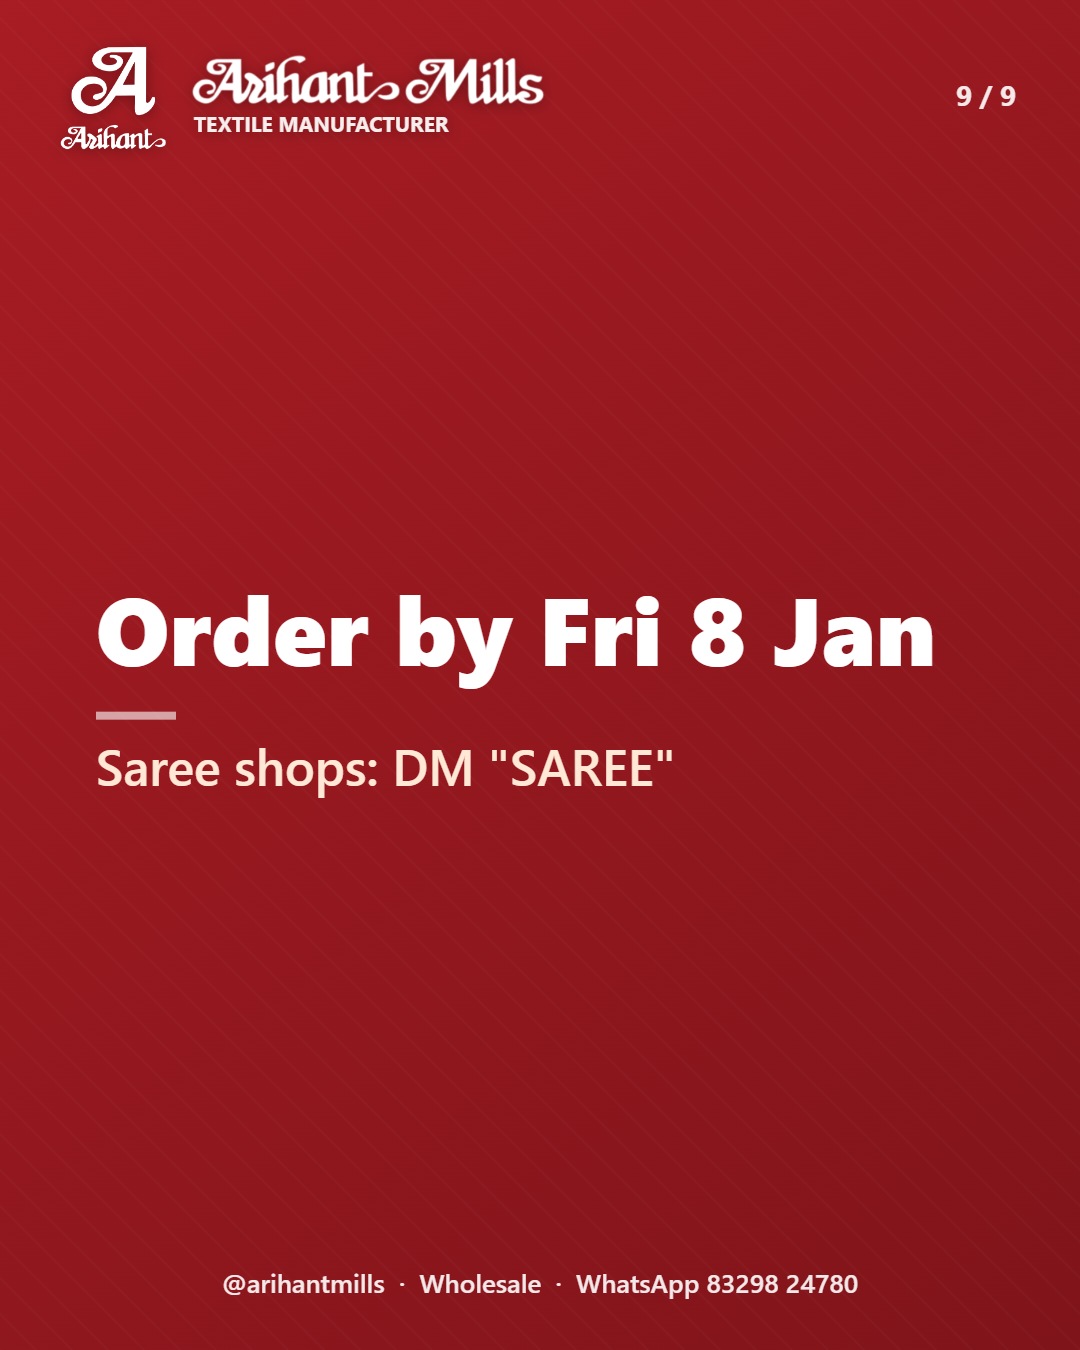 A
Arihant
Arihant Mills
TEXTILE MANUFACTURER
9 / 9
Order by Fri 8 Jan
Saree shops: DM "SAREE"
@arihantmills · Wholesale · WhatsApp 83298 24780